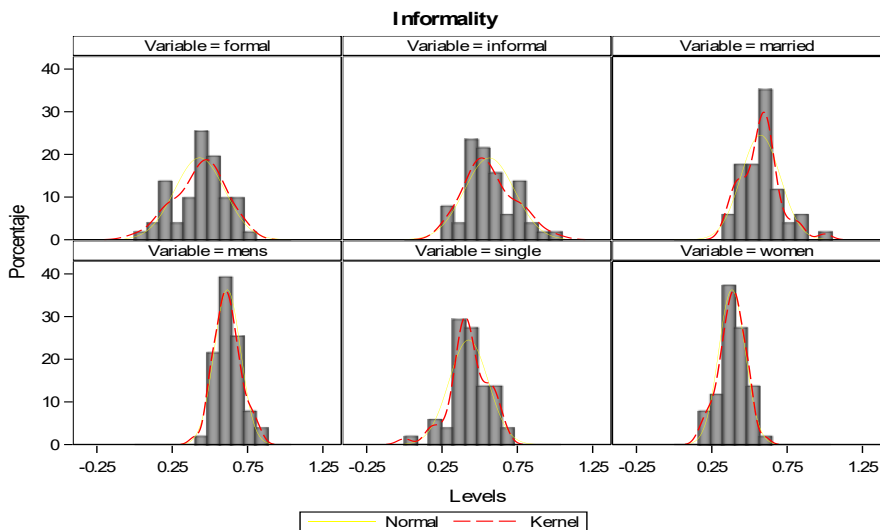 Informality
Variable = formal
Variable = informal
Variable = married
40
30
20
10
0
Porcentaje
Variable = mens
Variable = single
Variable = women
40
30
20
10
0
-0.25 0.25 0.75 1.25
-0.25 0.25 0.75 1.25
-0.25 0.25 0.75 1.25
Levels
Normal
Kernel